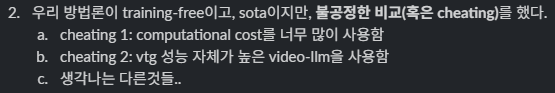 2. 우리 방법론이 training-free이고, sota이지만, 불공정한 비교(혹은 cheating)를 했다.
a. cheating 1: computational cost를 너무 많이 사용함
b. cheating 2: vtg 성능 자체가 높은 video-llm을 사용함
c. 생각나는 다른것들..